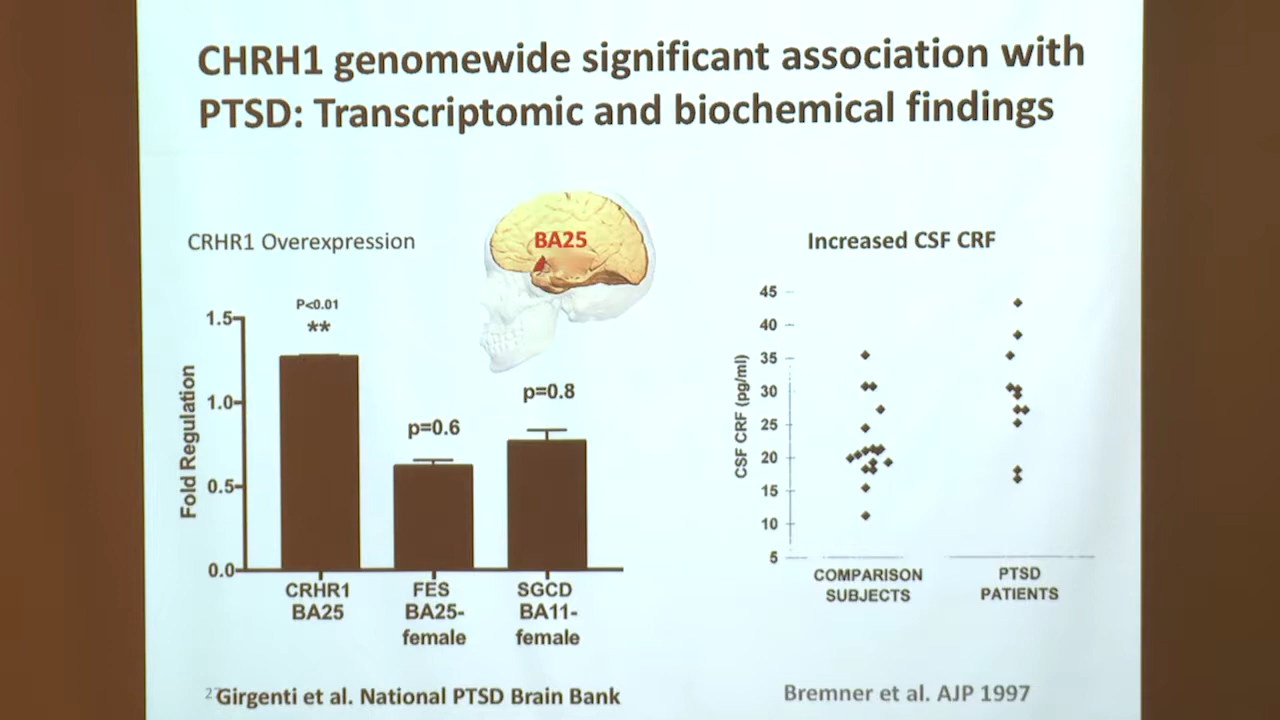 CHRH1 genomewide significant association with
PTSD: Transcriptomic and biochemical findings
CRHR1 Overexpression
BA25
Increased CSF CRF
P<0.01
**
p=0.6
p=0.8
Fold Regulation
1.5
1.0
0.5
0.0
CRHR1
BA25
FES
BA25-
female
SGCD
BA11-
female
CSF CRF (pg/ml)
45
40
35
30
25
20
15
10
5
COMPARISON
SUBJECTS
PTSD
PATIENTS
Girgenti et al. National PTSD Brain Bank
Bremner et al. AJP 1997